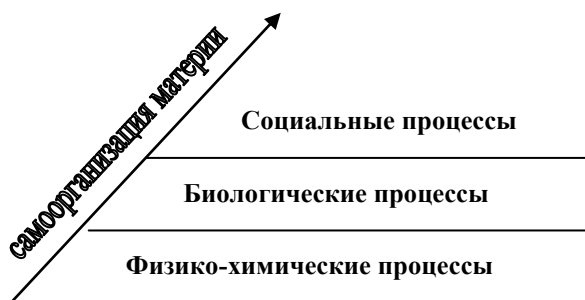 самоорганизация материи
Социальные процессы
Биологические процессы
Физико-химические процессы